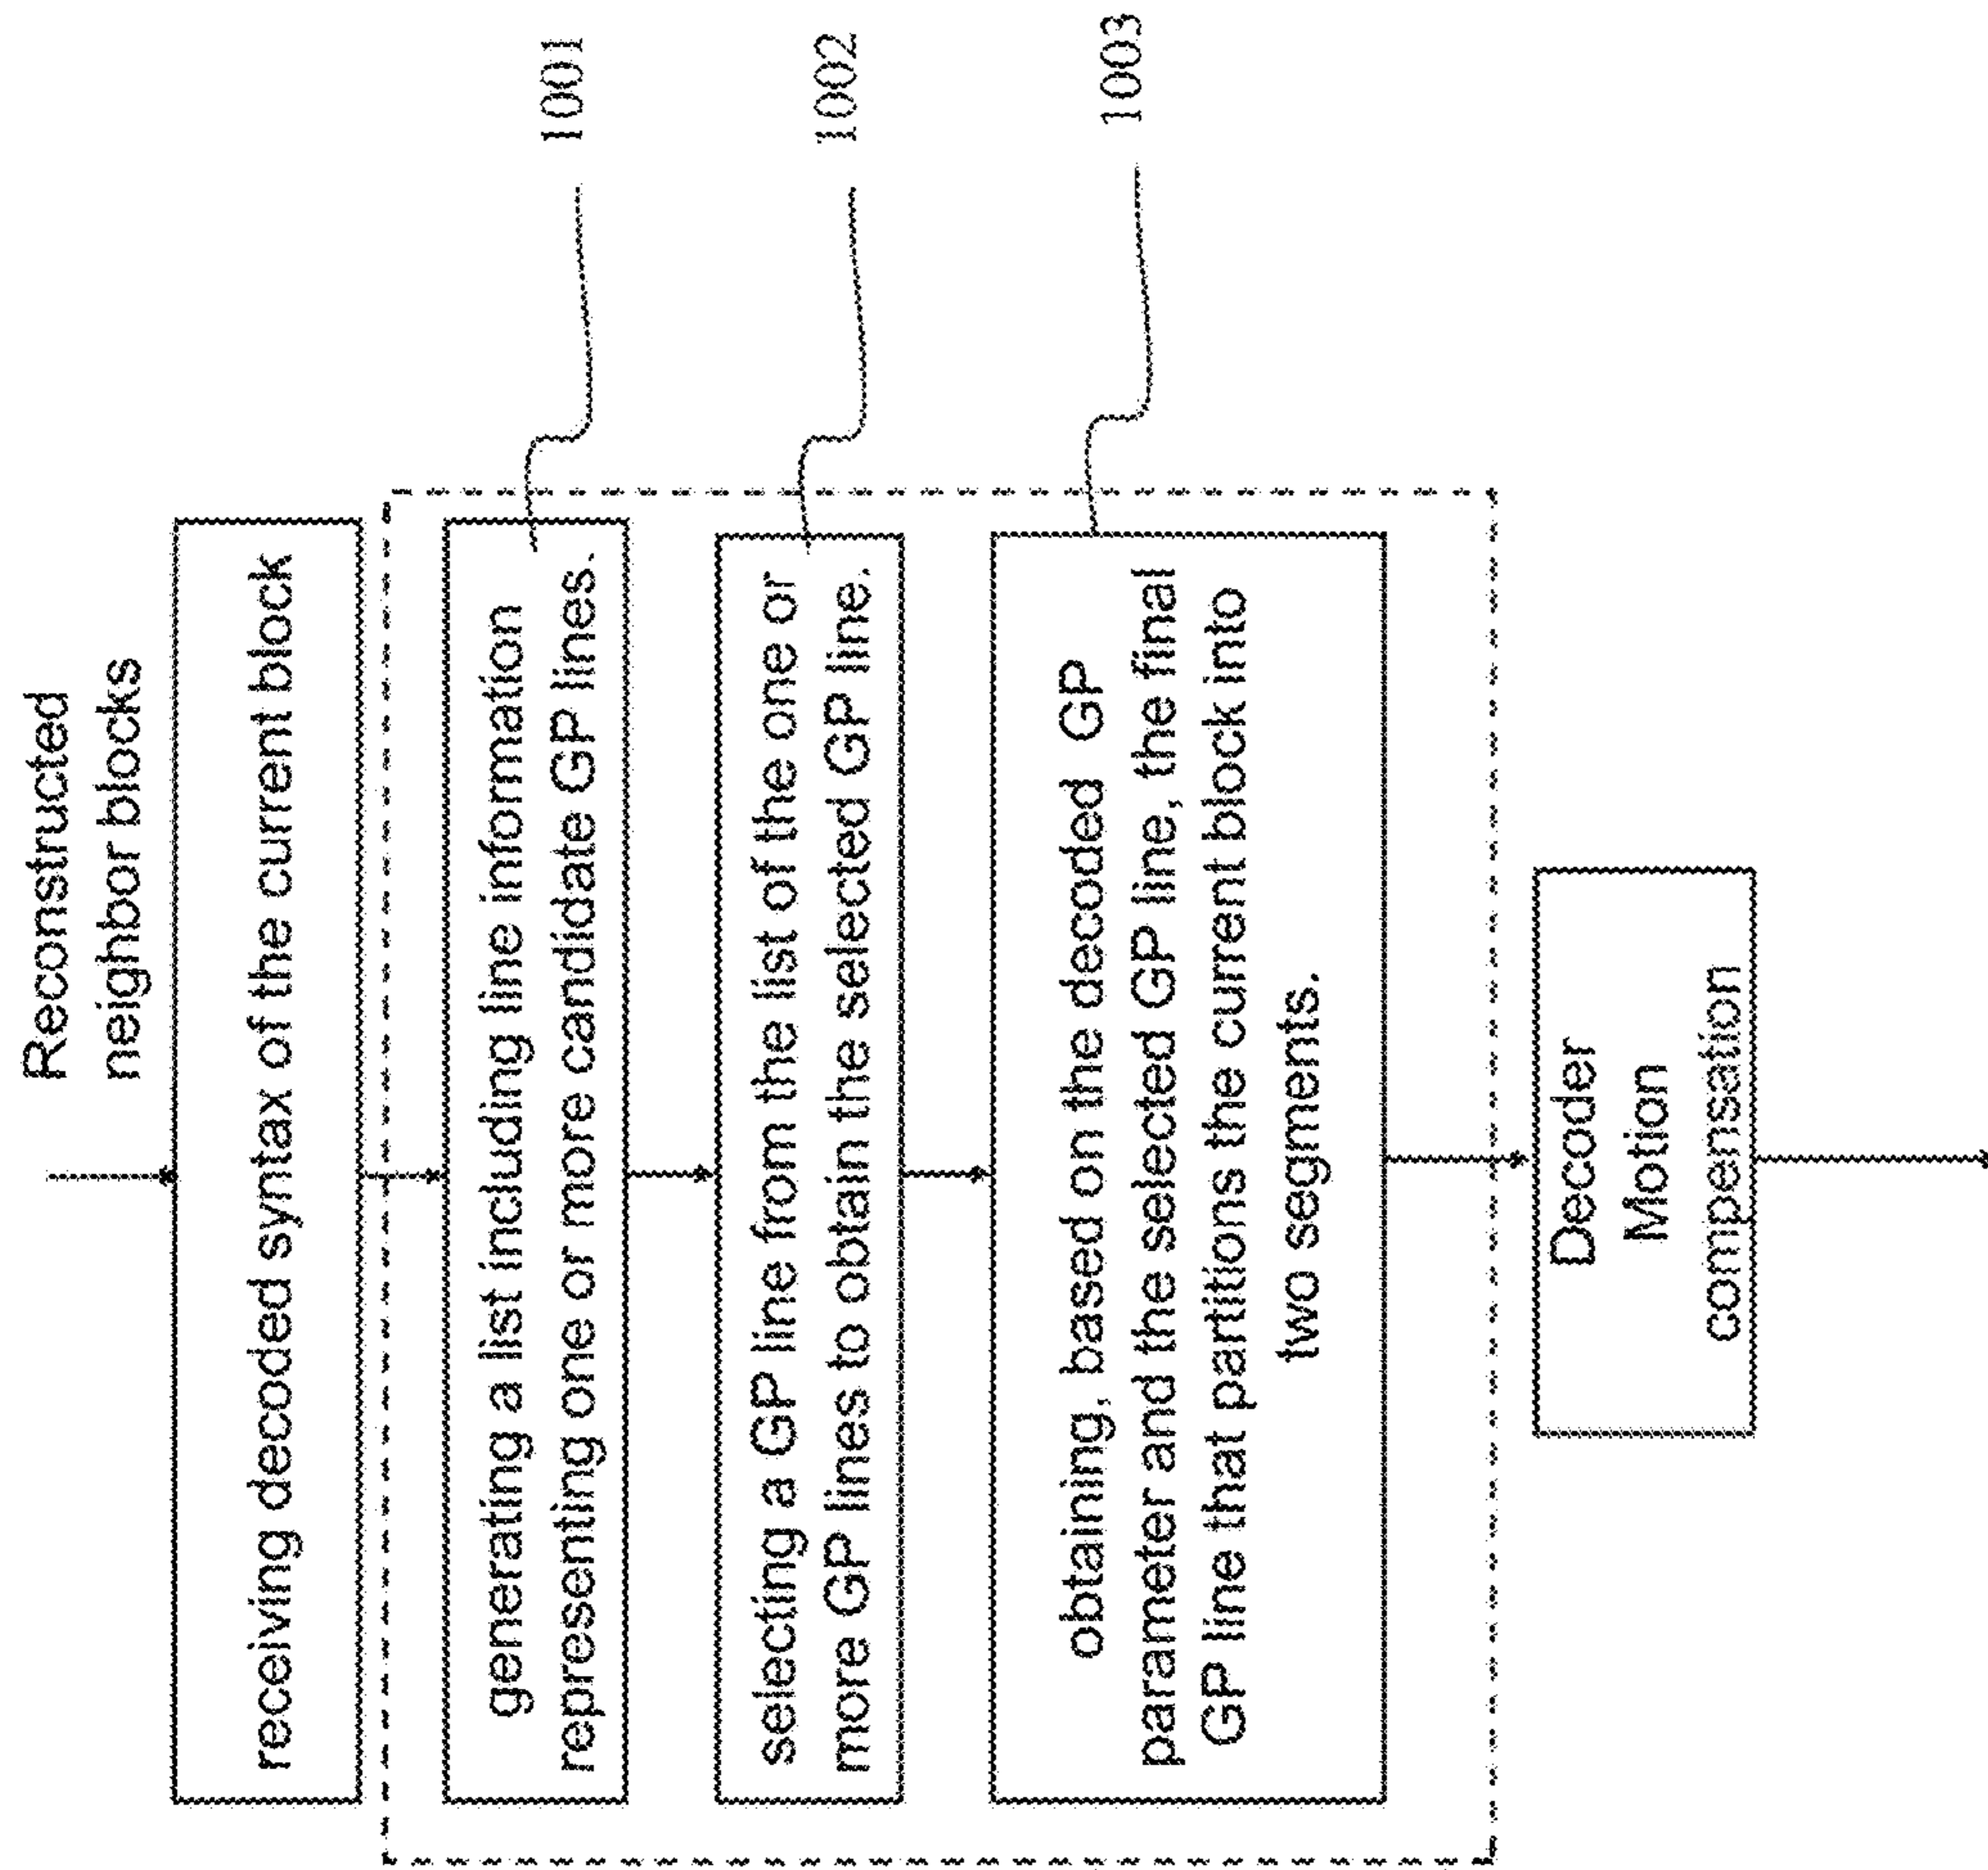 Reconstructed
neighbor blocks
receiving decoded syntax of the current block
generating a list including line information
representing one or more candidate GP lines.
1001
selecting a GP line from the list of the one or
more GP lines to obtain the selected GP line.
1002
obtaining, based on the decoded GP
parameter and the selected GP line, the final
GP line that partitions the current block into
two segments.
1003
Decoder
Motion
compensation